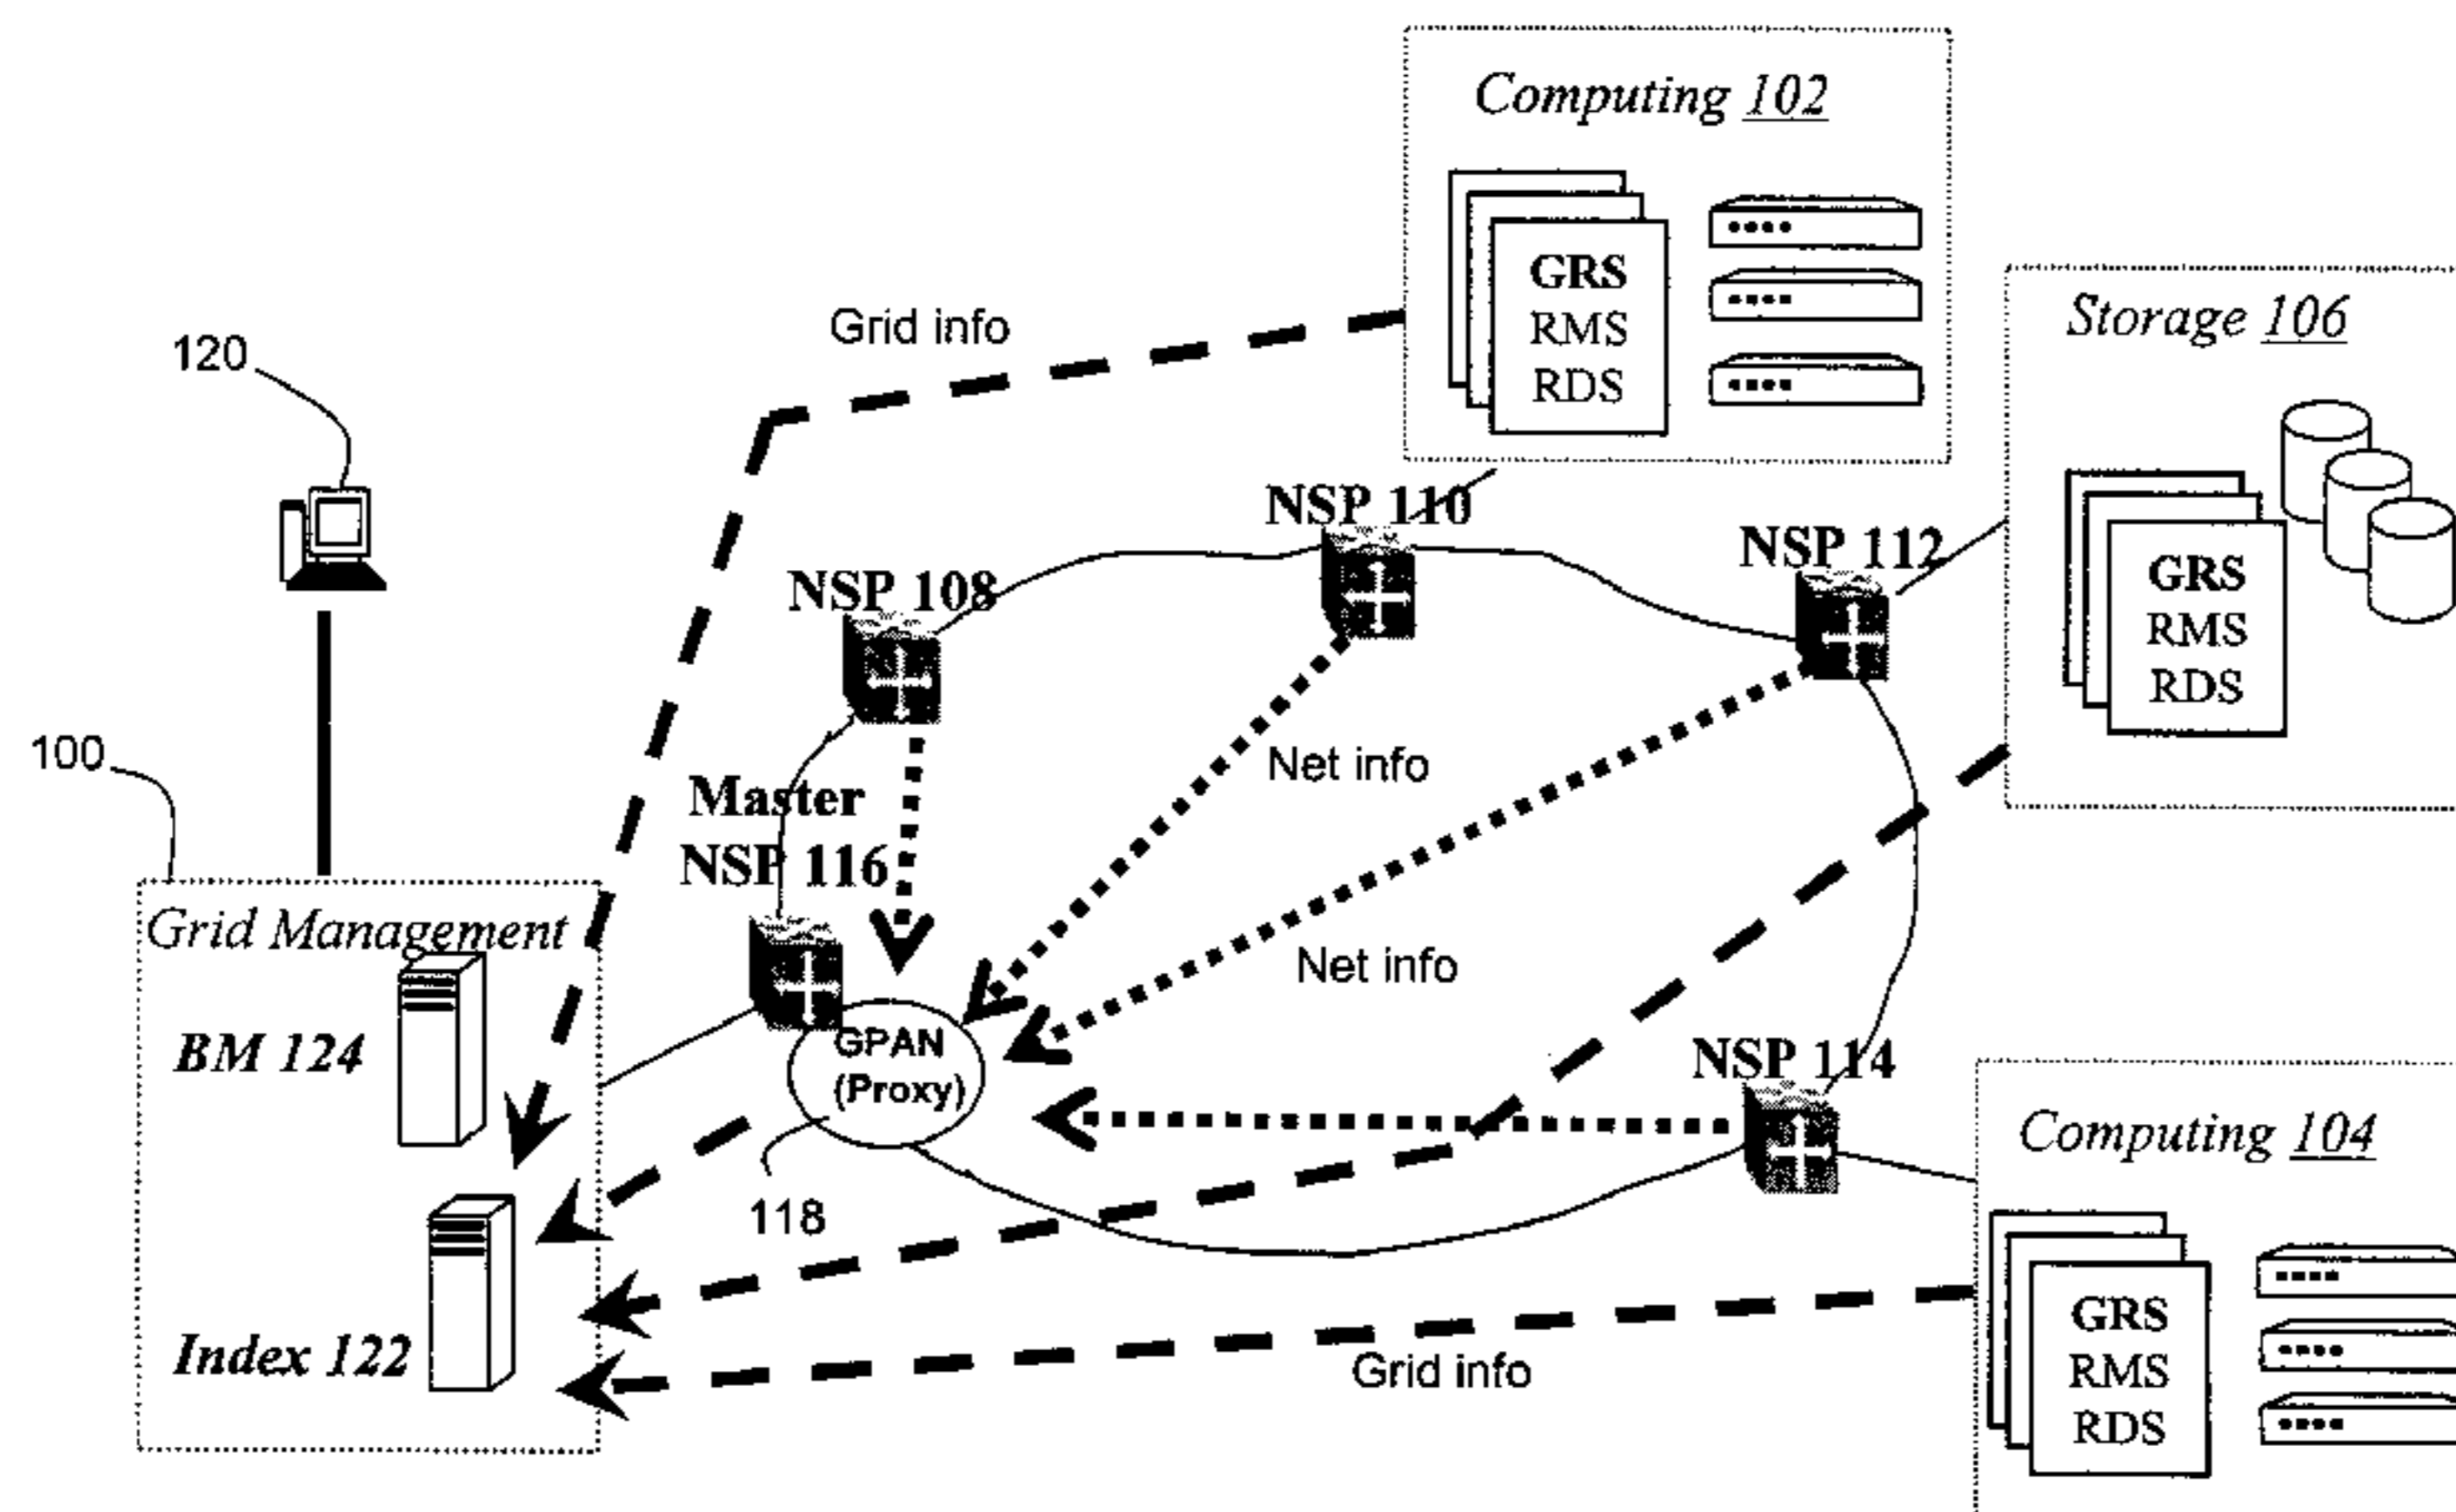 Computing 102
GRS
RMS
RDS
Storage 106
GRS
RMS
RDS
Grid info
120
NSP 110
NSP 112
NSP 108
100
Net info
Master
NSP 116
Grid Management
Net info
BM 124
GPAN
(Proxy)
NSP 114
Computing 104
118
Index 122
Grid info
GRS
RMS
RDS